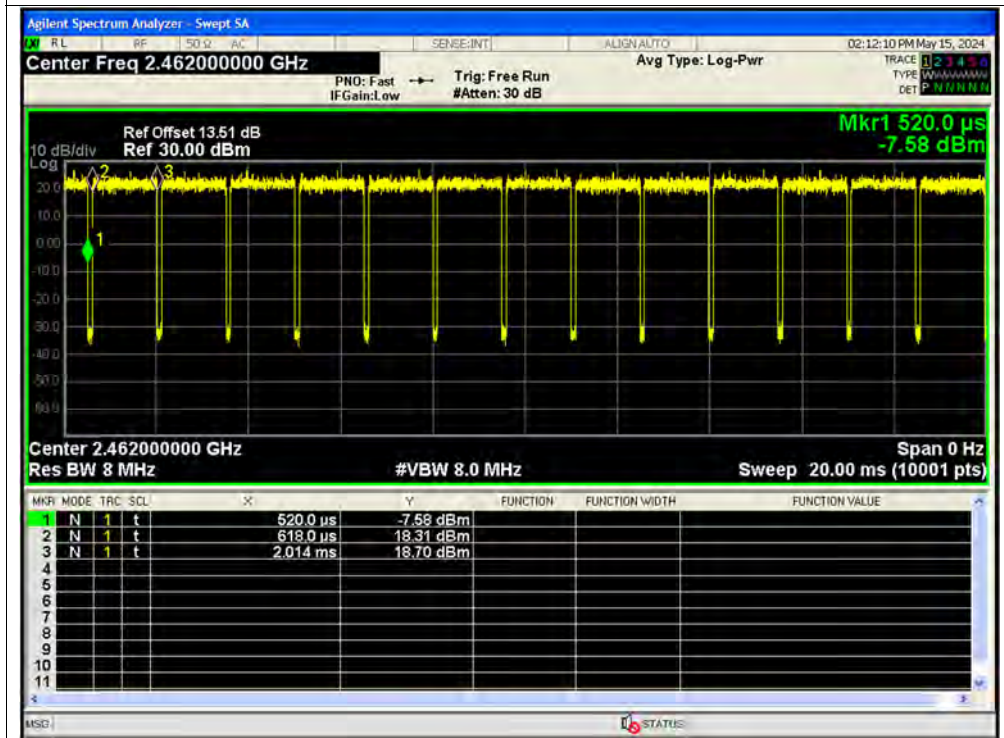 Agilent Spectrum Analyzer - Swept SA
RL RF 50 Ω AC SENSE:INT ALIGNAUTO 02:12:10 PM May 15, 2024
Center Freq 2.462000000 GHz
PNO: Fast
IFGain:Low
Trig: Free Run
#Atten: 30 dB
Avg Type: Log-Pwr
TRACE 1 2 3 4 5 6
TYPE W
DET P N N N N N
Mkr1 520.0 µs
-7.58 dBm
Ref Offset 13.51 dB
10 dB/div Ref 30.00 dBm
Log
20.0
10.0
0.00
-10.0
-20.0
-30.0
-40.0
-50.0
-60.0
1
2
3
Center 2.462000000 GHz Span 0 Hz
Res BW 8 MHz #VBW 8.0 MHz Sweep 20.00 ms (10001 pts)
MKR MODE TRC SCL X Y FUNCTION FUNCTION WIDTH FUNCTION VALUE
1 N 1 t 520.0 µs -7.58 dBm
2 N 1 t 618.0 µs 18.31 dBm
3 N 1 t 2.014 ms 18.70 dBm
4
5
6
7
8
9
10
11
MSG STATUS